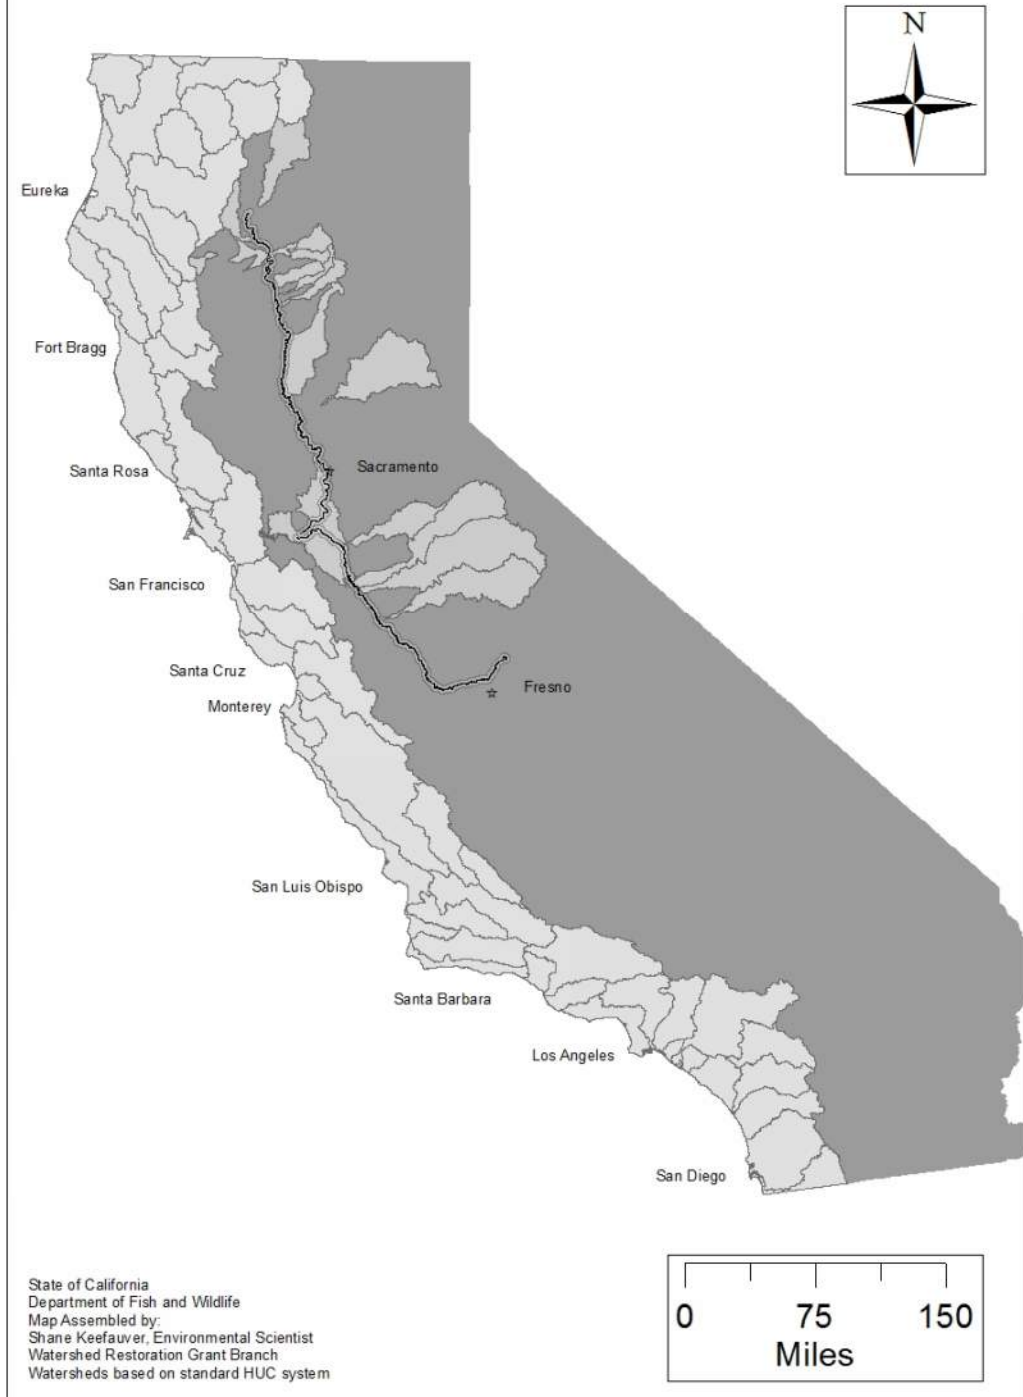 N
Eureka
Fort Bragg
Santa Rosa
Sacramento
San Francisco
Santa Cruz
Fresno
Monterey
San Luis Obispo
Santa Barbara
Los Angeles
San Diego
State of California
Department of Fish and Wildlife
Map Assembled by:
Shane Keefauver, Environmental Scientist
Watershed Restoration Grant Branch
Watersheds based on standard HUC system
0 75 150
Miles